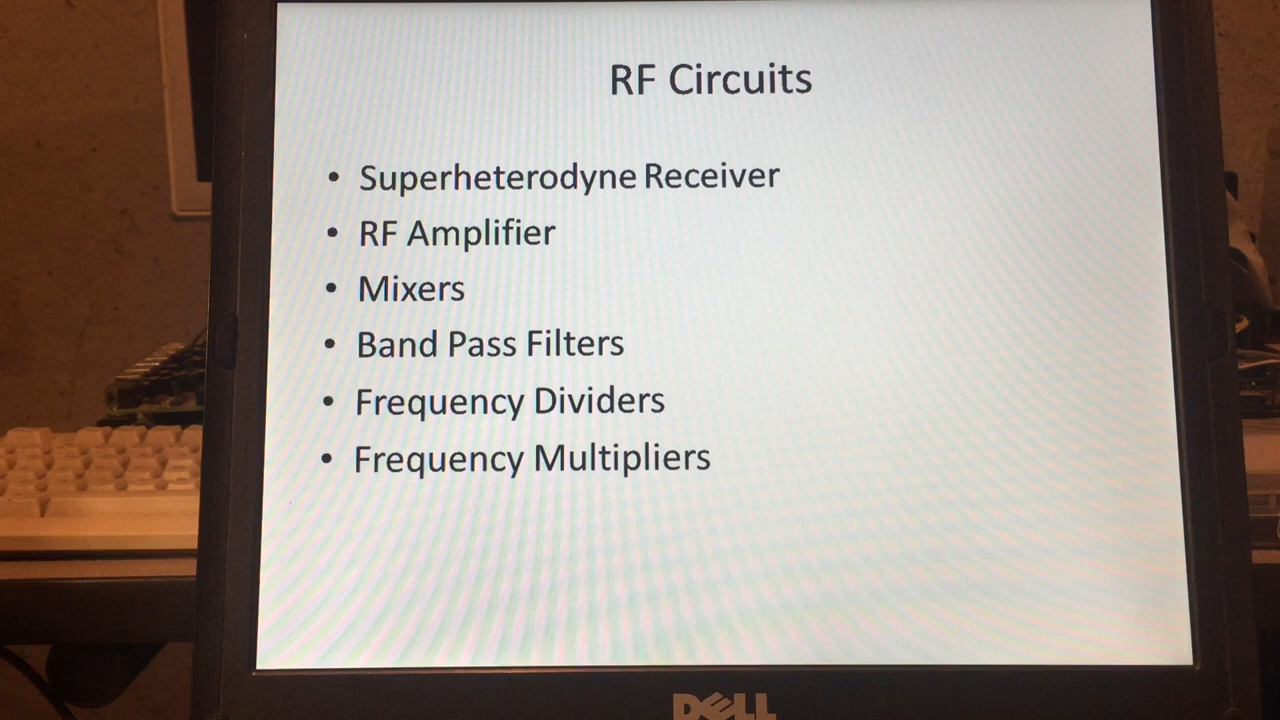 RF Circuits
• Superheterodyne Receiver
• RF Amplifier
• Mixers
• Band Pass Filters
• Frequency Dividers
• Frequency Multipliers
DELL